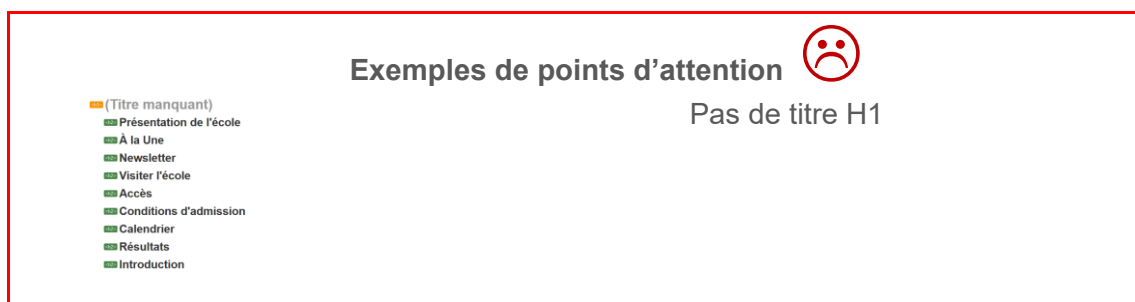 Exemples de points d’attention
(Titre manquant)
Présentation de l'école
À la Une
Newsletter
Visiter l'école
Accès
Conditions d'admission
Calendrier
Résultats
Introduction
Pas de titre H1